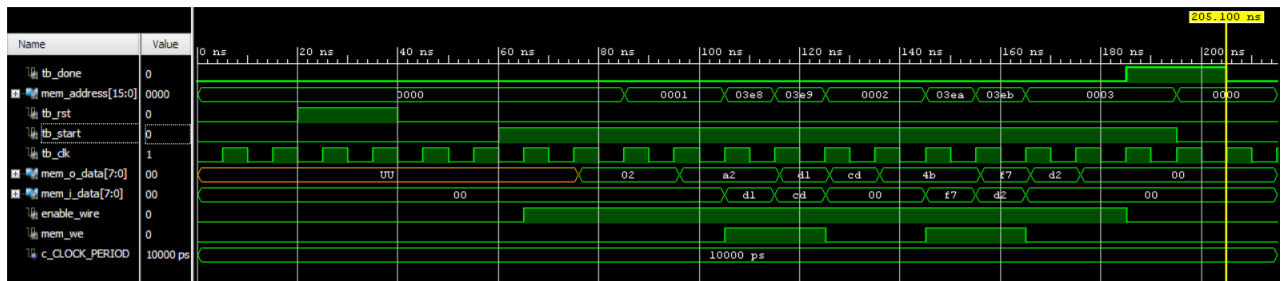 205.100 ns
Name Value 0 ns 20 ns 40 ns 60 ns 80 ns 100 ns 120 ns 140 ns 160 ns 180 ns 200 ns
tb_done 0
mem_address[15:0] 0000 0000 0001 03e8 03e9 0002 03ea 03eb 0003 0000
tb_rst 0
tb_start 0
tb_clk 1
mem_o_data[7:0] 00 UU 02 a2 d1 cd 4b f7 d2 00
mem_i_data[7:0] 00 00 d1 cd 00 f7 d2 00
enable_wire 0
mem_we 0
c_CLOCK_PERIOD 10000 ps 10000 ps